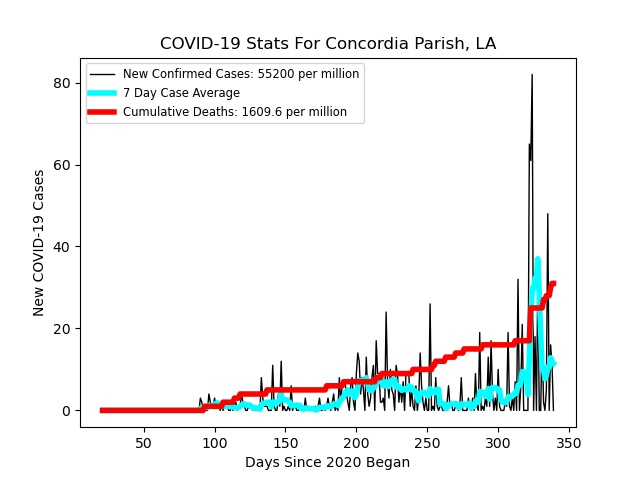 COVID-19 Stats For Concordia Parish, LA
New Confirmed Cases: 55200 per million
7 Day Case Average
Cumulative Deaths: 1609.6 per million
New COVID-19 Cases
80
60
40
20
0
50 100 150 200 250 300 350
Days Since 2020 Began